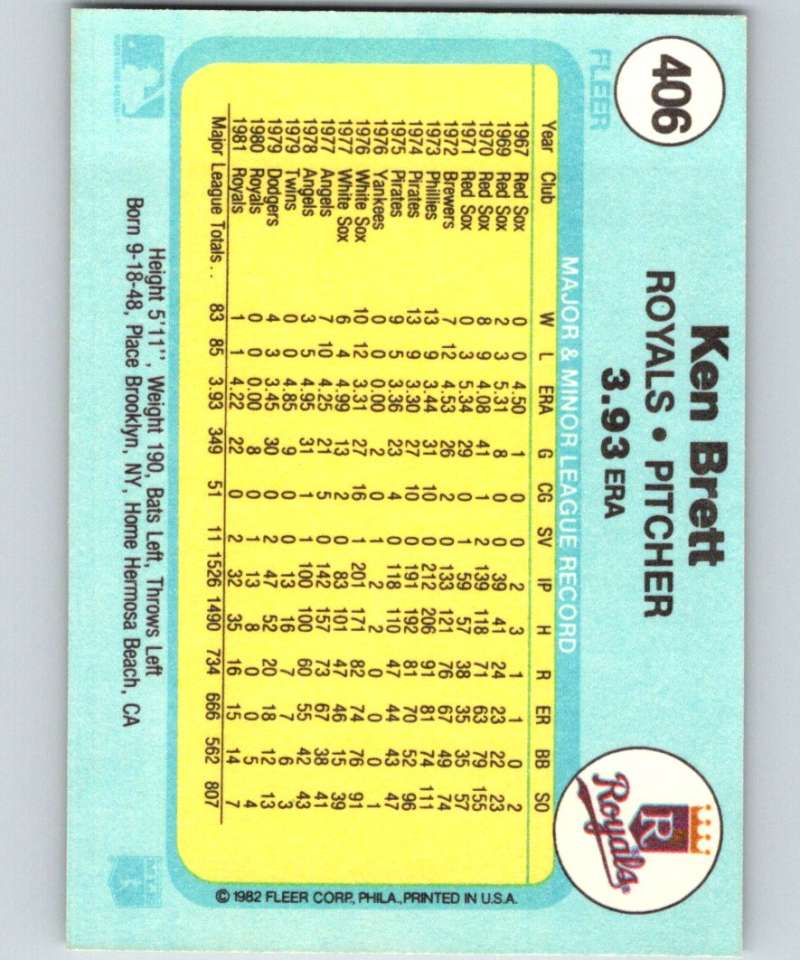 406
FLEER
Ken Brett
ROYALS • PITCHER
3.93 ERA
R
Royals
MAJOR & MINOR LEAGUE RECORD
Year Club W L ERA G CG SV IP H R ER BB SO
1967 Red Sox 0 0 4.50 1 0 0 2 3 1 1 0 2
1969 Red Sox 2 3 5.31 8 0 0 39 41 24 23 22 23
1970 Red Sox 8 9 4.08 41 1 2 139 118 71 63 79 155
1971 Red Sox 0 3 5.34 29 0 1 59 57 38 35 35 57
1972 Brewers 7 12 4.53 26 2 0 133 121 76 67 49 74
1973 Phillies 13 9 3.44 31 10 0 212 206 91 81 74 111
1974 Pirates 13 9 3.30 27 10 0 191 192 81 70 52 96
1975 Pirates 9 5 3.36 23 4 0 118 110 47 44 43 47
1976 Yankees 0 0 0.00 2 0 1 2 2 0 0 0 1
1976 White Sox 10 12 3.31 27 16 1 201 171 82 74 76 91
1977 White Sox 6 4 4.99 13 2 0 83 101 47 46 15 39
1977 Angels 7 10 4.25 21 5 0 142 157 73 67 38 41
1978 Angels 3 5 4.95 31 1 1 100 100 60 55 42 43
1979 Twins 0 0 4.85 9 0 0 13 16 7 7 6 3
1979 Dodgers 4 3 3.45 30 0 2 47 52 20 18 12 13
1980 Royals 0 0 0.00 8 0 1 13 8 0 0 5 4
1981 Royals 1 1 4.22 22 0 2 32 35 16 15 14 7
Major League Totals . . 83 85 3.93 349 51 11 1526 1490 734 666 562 807
© 1982 FLEER CORP., PHILA., PRINTED IN U.S.A.
Height 5'11", Weight 190, Bats Left, Throws Left
Born 9-18-48, Place Brooklyn, NY, Home Hermosa Beach, CA